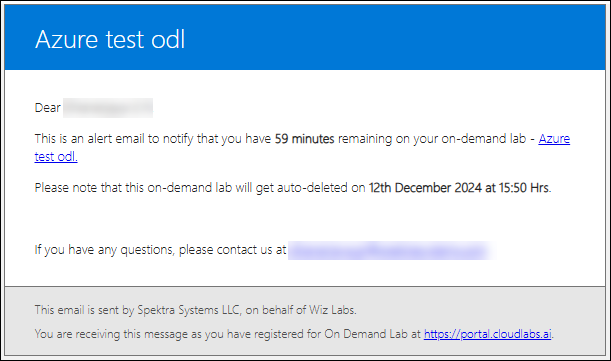 Azure test odl
Dear
This is an alert email to notify that you have 59 minutes remaining on your on-demand lab - Azure
test odl.
Please note that this on-demand lab will get auto-deleted on 12th December 2024 at 15:50 Hrs.
If you have any questions, please contact us at
This email is sent by Spektra Systems LLC, on behalf of Wiz Labs.
You are receiving this message as you have registered for On Demand Lab at https://portal.cloudlabs.ai.